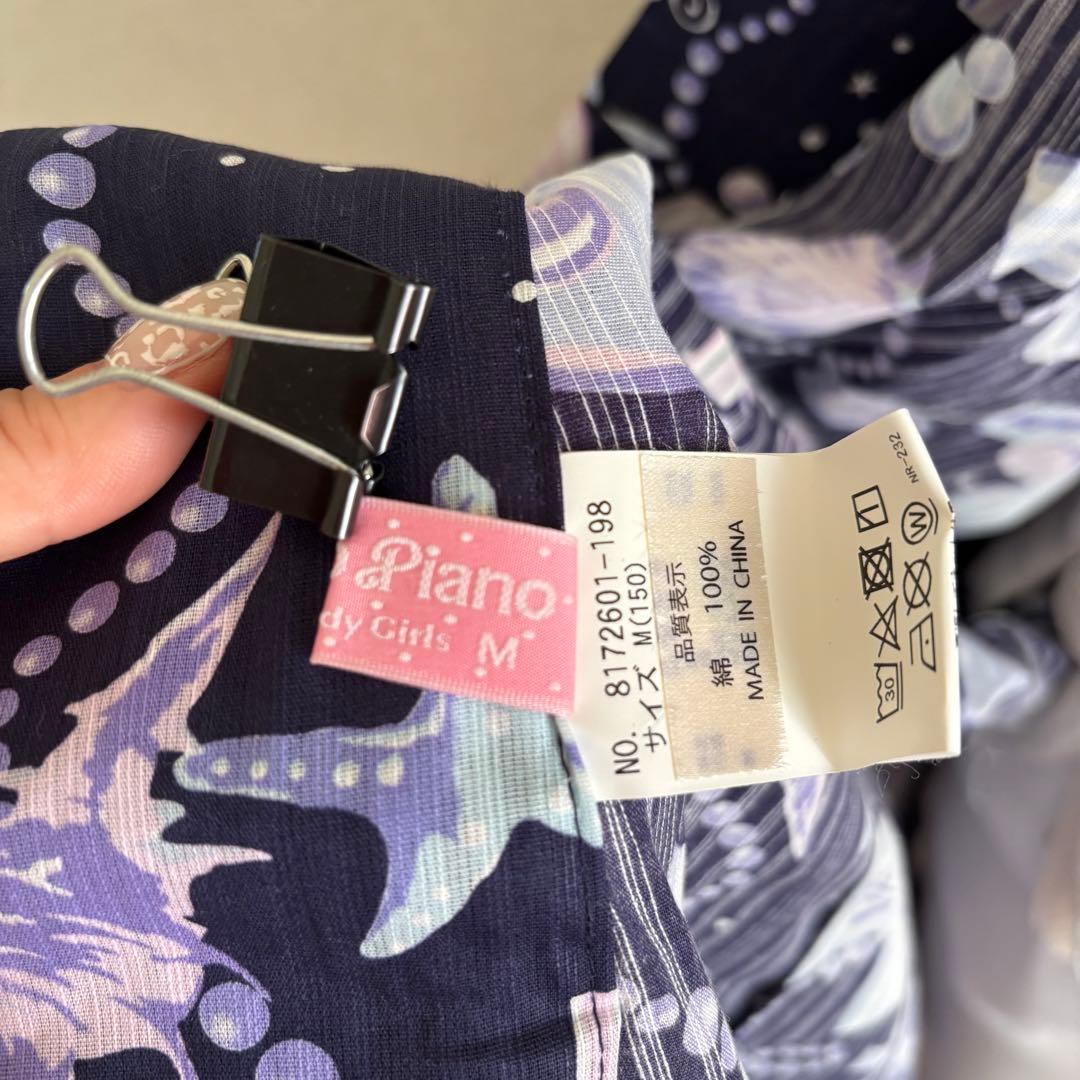 Piano
dy Girls M
NO. 8172601-198
サイズ M(150)
品質表示
綿 100%
MADE IN CHINA
30
W
NR-232